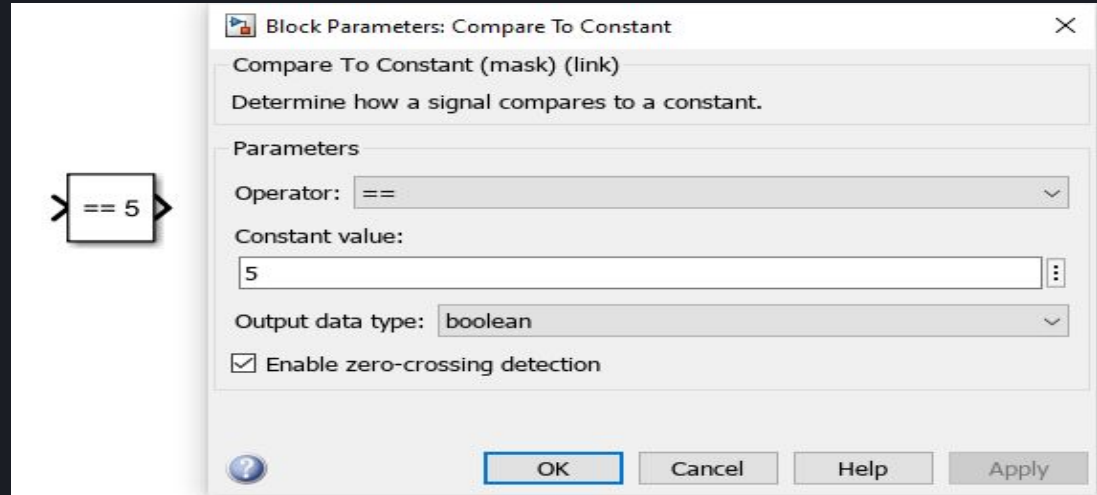 Block Parameters: Compare To Constant
Compare To Constant (mask) (link)
Determine how a signal compares to a constant.
Parameters
== 5
Operator: ==
Constant value:
5
Output data type: boolean
Enable zero-crossing detection
OK Cancel Help Apply